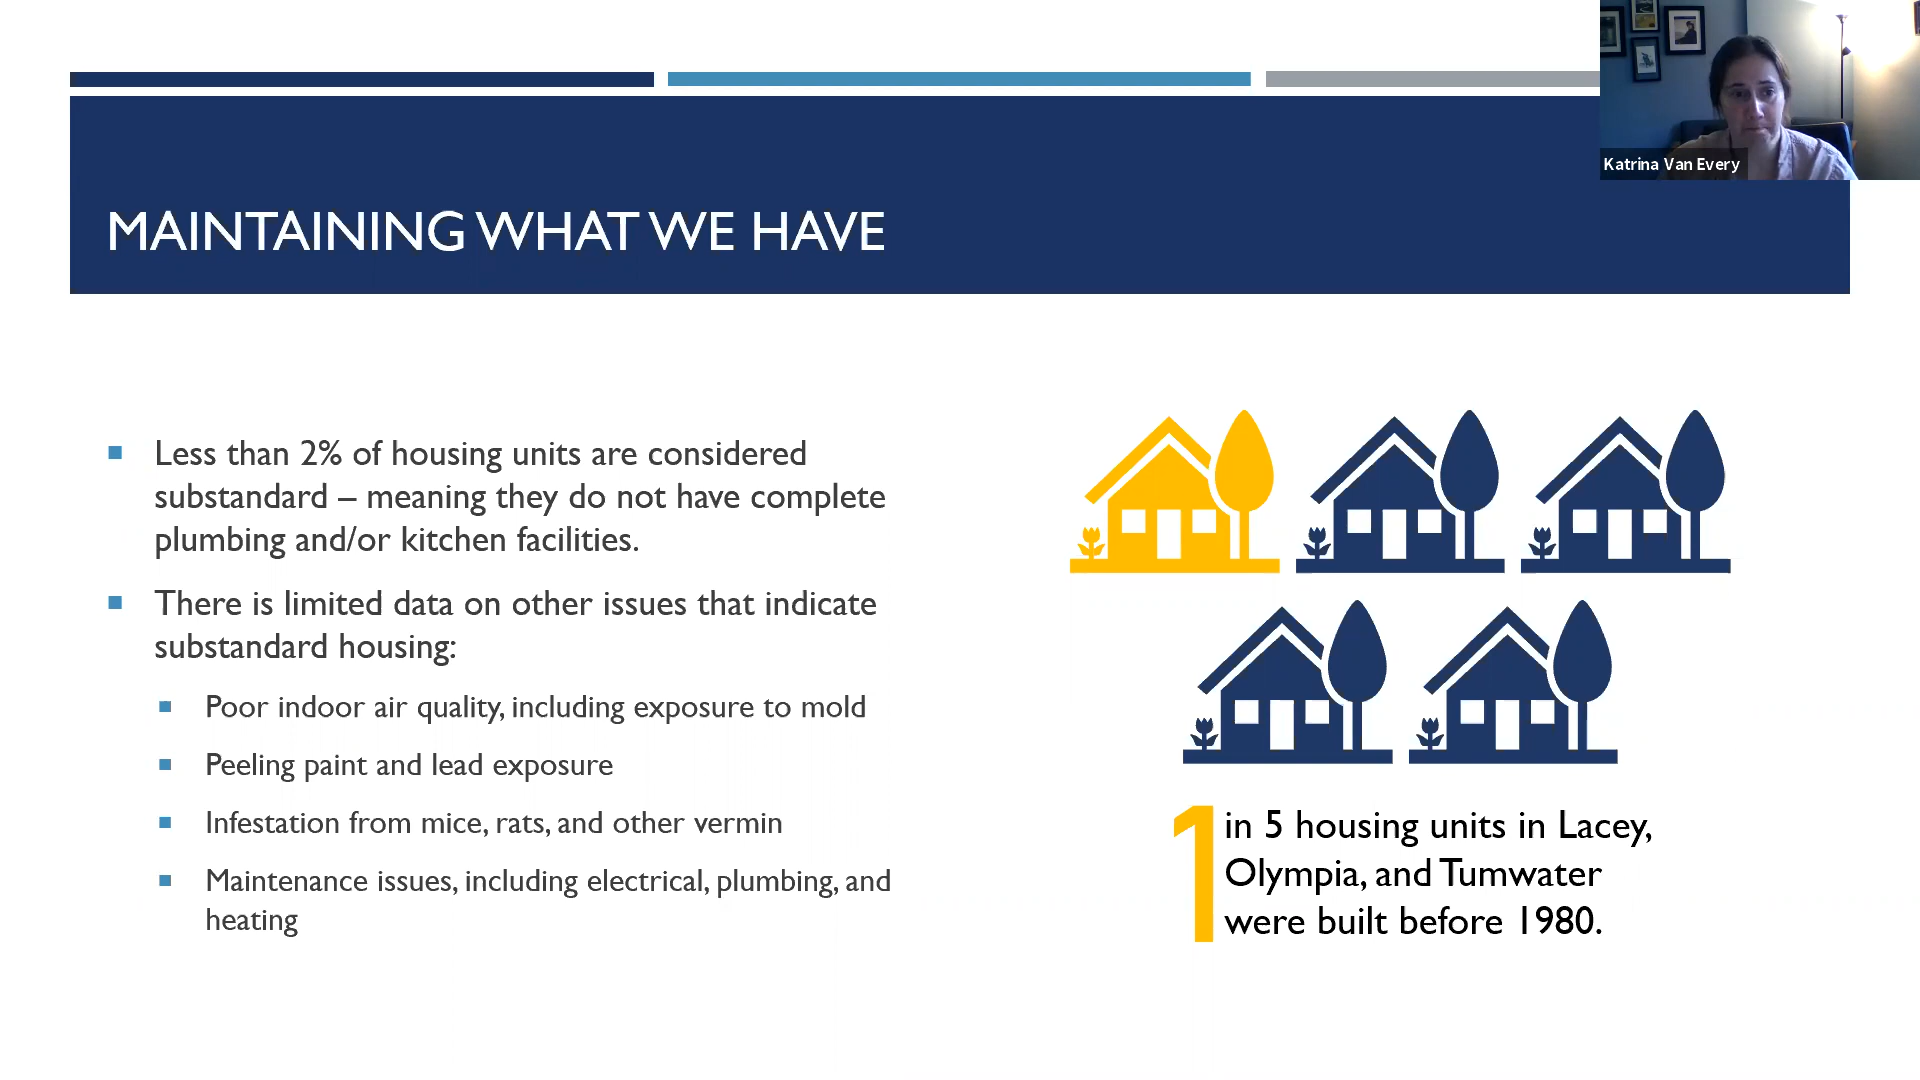 Katrina Van Every
MAINTAINING WHAT WE HAVE
Less than 2% of housing units are considered
substandard – meaning they do not have complete
plumbing and/or kitchen facilities.
There is limited data on other issues that indicate
substandard housing:
Poor indoor air quality, including exposure to mold
Peeling paint and lead exposure
Infestation from mice, rats, and other vermin
Maintenance issues, including electrical, plumbing, and
heating
1 in 5 housing units in Lacey,
Olympia, and Tumwater
were built before 1980.